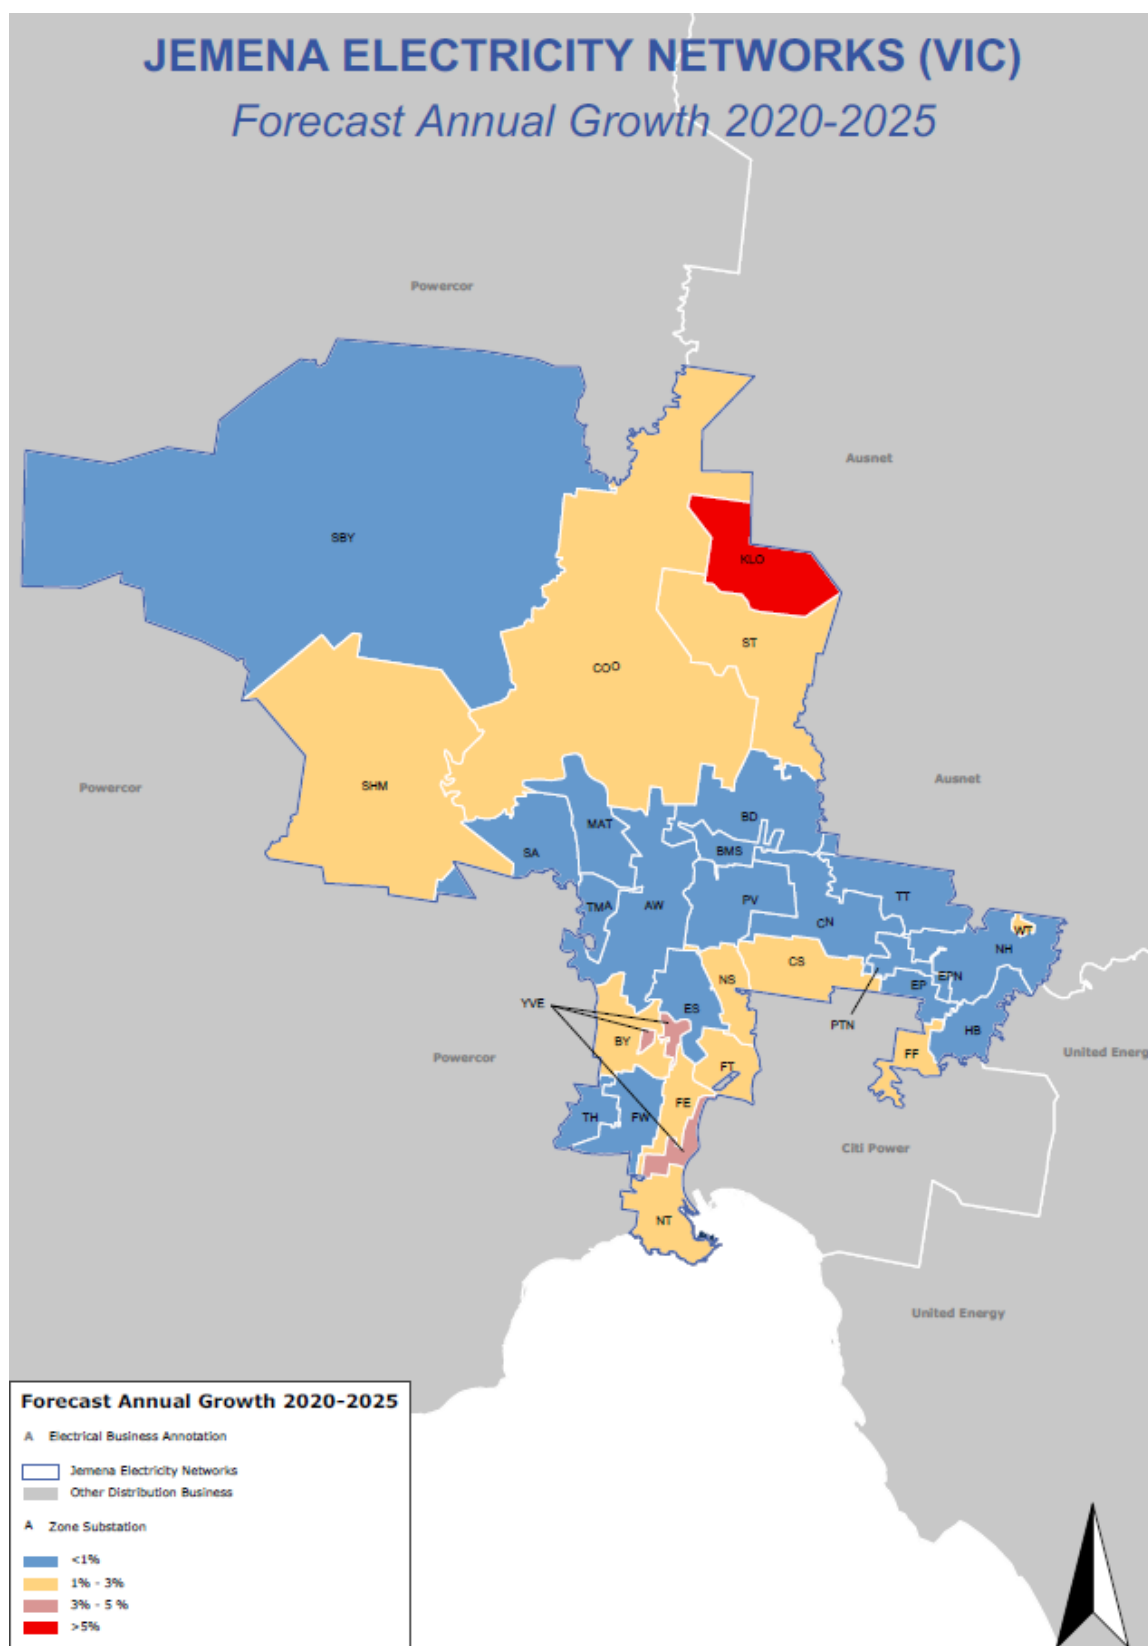 JEMENA ELECTRICITY NETWORKS (VIC)
Forecast Annual Growth 2020-2025
Powercor
Ausnet
SBY
KLO
ST
COO
Powercor
SHM
Ausnet
BD
MAT
BMS
SA
TT
PV
TMA
AW
CN
WT
NH
CS
EPN
NS
EP
YVE
ES
PTN
HB
BY
Powercor
FF
United Energ
FT
FE
TH
FW
Citi Power
NT
United Energy
Forecast Annual Growth 2020-2025
A Electrical Business Annotation
Jemena Electricity Networks
Other Distribution Business
A Zone Substation
<1%
1% - 3%
3% - 5 %
>5%